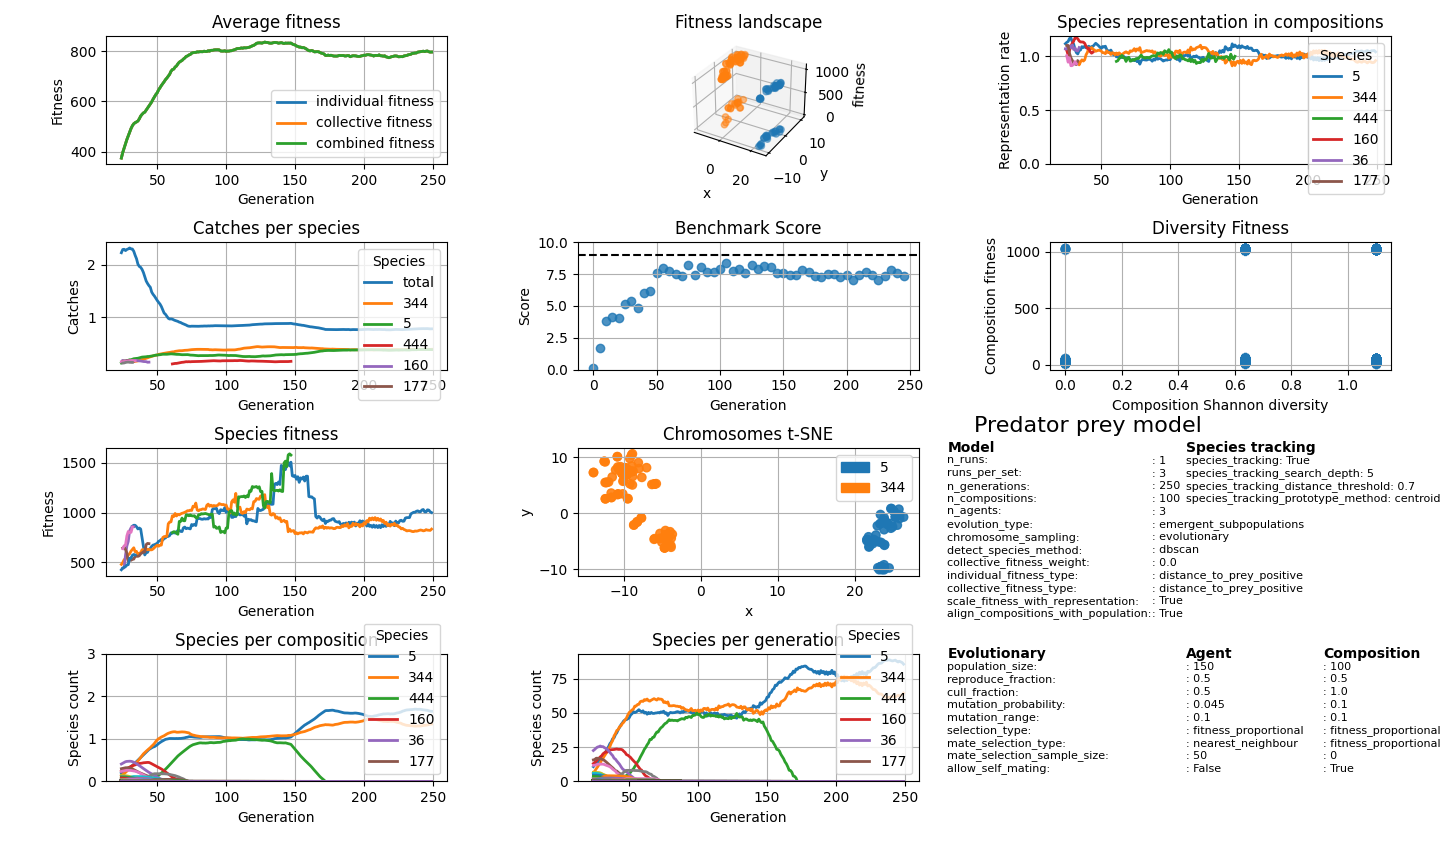 Average fitness
Fitness
800
600
400
individual fitness
collective fitness
combined fitness
50 100 150 200 250
Generation
Fitness landscape
1000
500
0
fitness
0 20
x
10
0
−10
y
Species representation in compositions
Representation rate
1.0
0.5
0.0
Species
5
344
444
160
36
177
50 100 150 200 250
Generation
Catches per species
Catches
2
1
Species
total
344
5
444
160
177
50 100 150 200 250
Generation
Benchmark Score
Score
10.0
7.5
5.0
2.5
0.0
0 50 100 150 200 250
Generation
Diversity Fitness
Composition fitness
1000
500
0
0.0 0.2 0.4 0.6 0.8 1.0
Composition Shannon diversity
Species fitness
Fitness
1500
1000
500
50 100 150 200 250
Generation
Chromosomes t-SNE
y
10
0
−10
5
344
−10 0 10 20
x
Predator prey model
Model
n_runs: : 1
runs_per_set: : 3
n_generations: : 250
n_compositions: : 100
n_agents: : 3
evolution_type: : emergent_subpopulations
chromosome_sampling: : evolutionary
detect_species_method: : dbscan
collective_fitness_weight: : 0.0
individual_fitness_type: : distance_to_prey_positive
collective_fitness_type: : distance_to_prey_positive
scale_fitness_with_representation: : True
align_compositions_with_population: : True
Species tracking
species_tracking: True
species_tracking_search_depth: 5
species_tracking_distance_threshold: 0.7
species_tracking_prototype_method: centroid
Species per composition
Species count
3
2
1
0
Species
5
344
444
160
36
177
50 100 150 200 250
Generation
Species per generation
Species count
75
50
25
0
Species
5
344
444
160
36
177
50 100 150 200 250
Generation
Evolutionary Agent Composition
population_size: : 150 : 100
reproduce_fraction: : 0.5 : 0.5
cull_fraction: : 0.5 : 1.0
mutation_probability: : 0.045 : 0.1
mutation_range: : 0.1 : 0.1
selection_type: : fitness_proportional : fitness_proportional
mate_selection_type: : nearest_neighbour : fitness_proportional
mate_selection_sample_size: : 50 : 0
allow_self_mating: : False : True